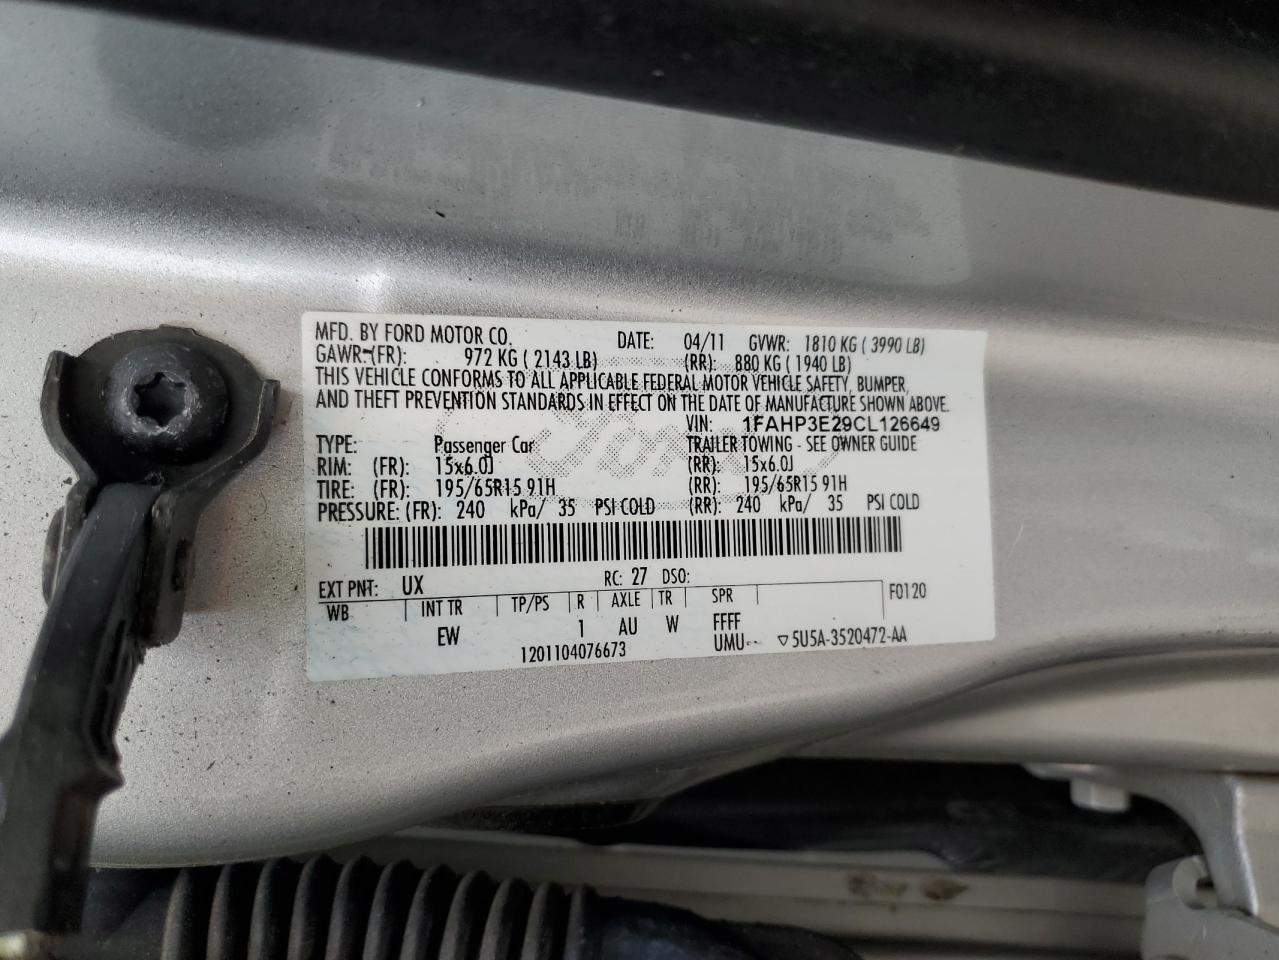 MFD. BY FORD MOTOR CO. DATE: 04/11 GVWR: 1810 KG ( 3990 LB)
GAWR-(FR): 972 KG ( 2143 LB) (RR): 880 KG ( 1940 LB)
THIS VEHICLE CONFORMS TO ALL APPLICABLE FEDERAL MOTOR VEHICLE SAFETY, BUMPER,
AND THEFT PREVENTION STANDARDS IN EFFECT ON THE DATE OF MANUFACTURE SHOWN ABOVE.
VIN: 1FAHP3E29CL126649
TYPE: Passenger Car TRAILER TOWING - SEE OWNER GUIDE
RIM: (FR): 15x6.0J (RR): 15x6.0J
TIRE: (FR): 195/65R15 91H (RR): 195/65R15 91H
PRESSURE: (FR): 240 kPa/ 35 PSI COLD (RR): 240 kPa/ 35 PSI COLD
Ford
EXT PNT: UX RC: 27 DSO:
WB INT TR TP/PS R AXLE TR SPR F0120
EW 1 AU W FFFF
1201104076673 UMU-- ▽5U5A-3520472-AA